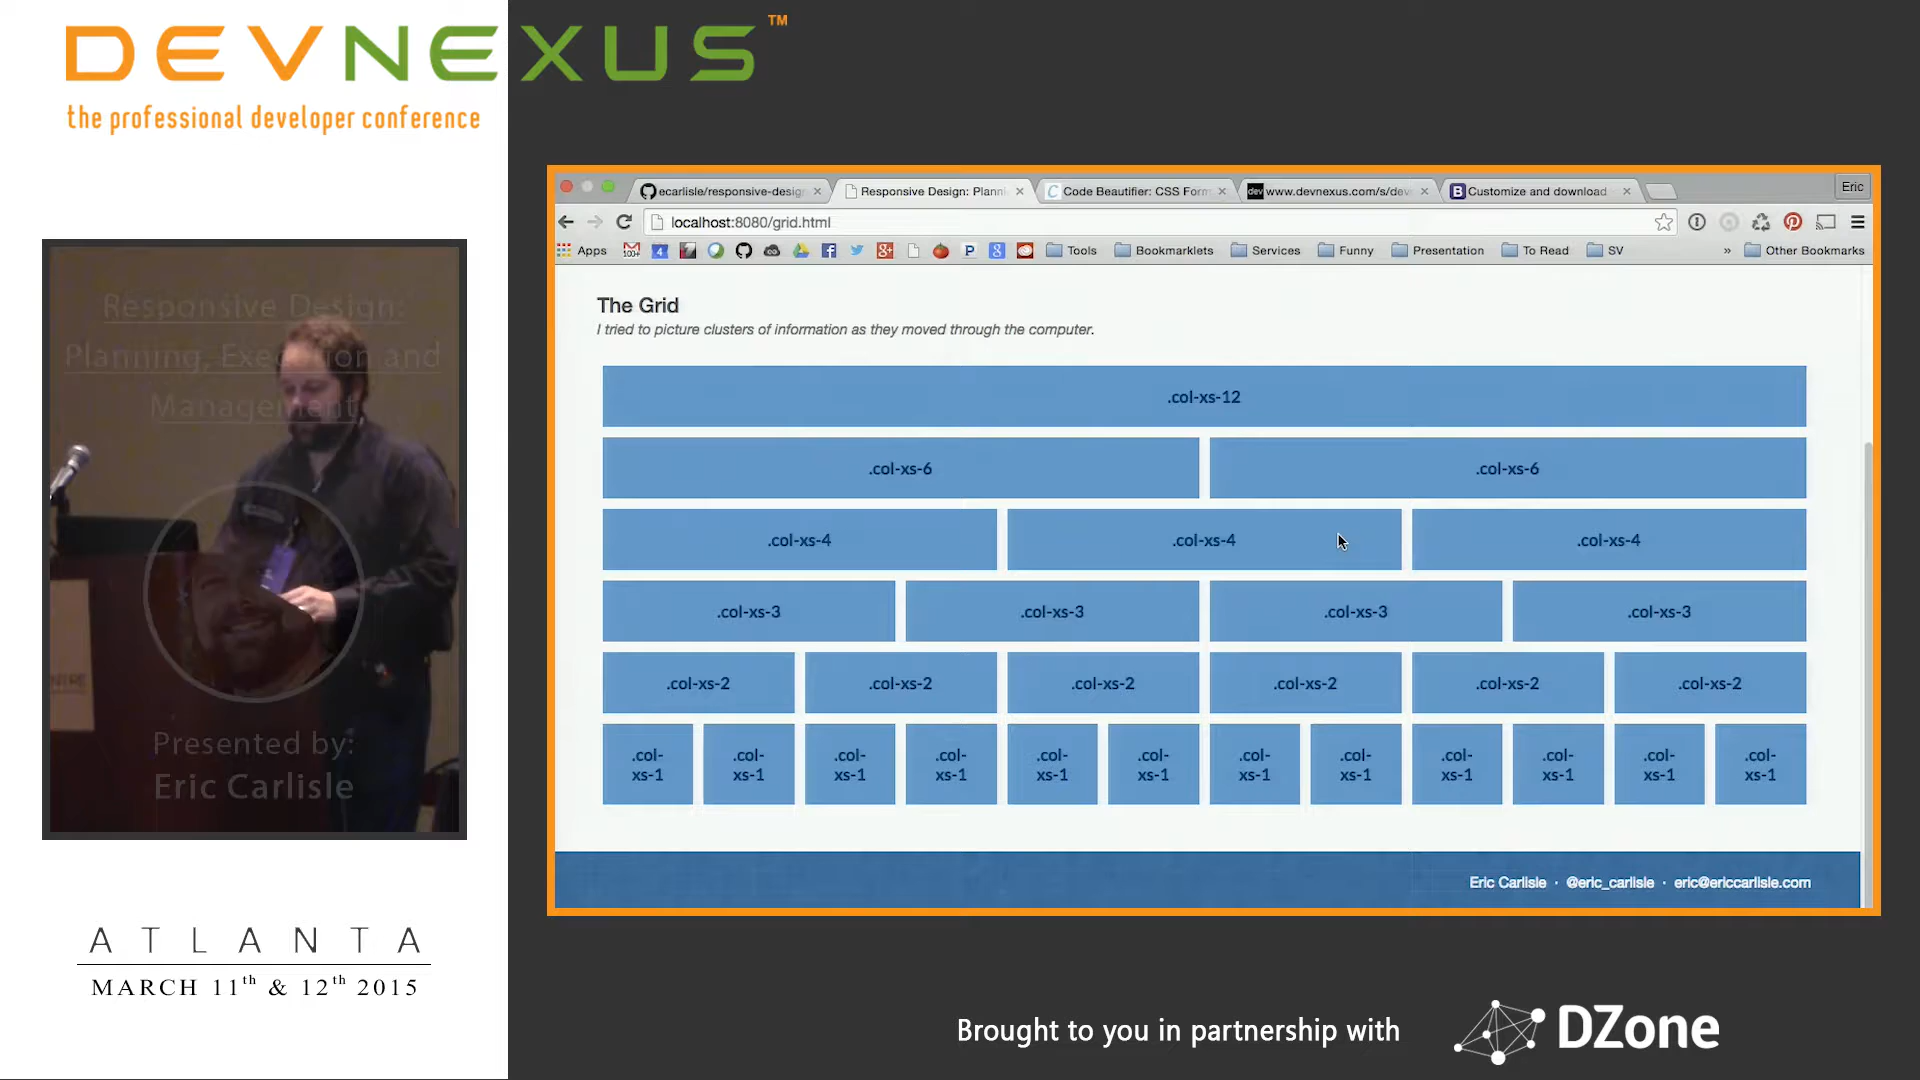 DEVNEXUS™
the professional developer conference
Responsive Design:
Planning, Execution and
Management
Presented by:
Eric Carlisle
ATLANTA
MARCH 11th & 12th 2015
ecarlisle/responsive-desig
Responsive Design: Planni
Code Beautifier: CSS Form
dev www.devnexus.com/s/dev
B Customize and download
Eric
localhost:8080/grid.html
Apps
100+
4
Tools
Bookmarklets
Services
Funny
Presentation
To Read
SV
» Other Bookmarks
The Grid
I tried to picture clusters of information as they moved through the computer.
.col-xs-12
.col-xs-6 .col-xs-6
.col-xs-4 .col-xs-4 .col-xs-4
.col-xs-3 .col-xs-3 .col-xs-3 .col-xs-3
.col-xs-2 .col-xs-2 .col-xs-2 .col-xs-2 .col-xs-2 .col-xs-2
.col- .col- .col- .col- .col- .col- .col- .col- .col- .col- .col- .col-
xs-1 xs-1 xs-1 xs-1 xs-1 xs-1 xs-1 xs-1 xs-1 xs-1 xs-1 xs-1
Eric Carlisle · @eric_carlisle · eric@ericcarlisle.com
Brought to you in partnership with
DZone